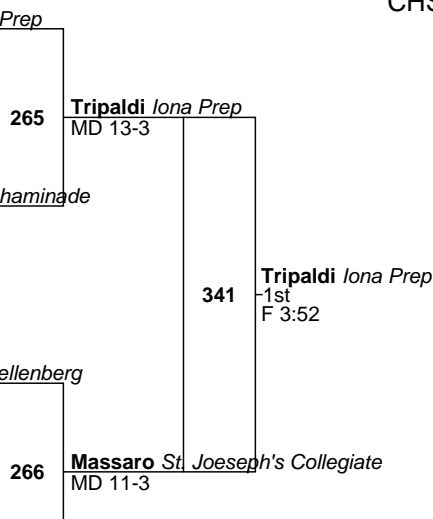 CHS
Prep
265
Tripaldi Iona Prep
MD 13-3
haminade
341
Tripaldi Iona Prep
1st
F 3:52
ellenberg
266
Massaro St. Joeseph's Collegiate
MD 11-3